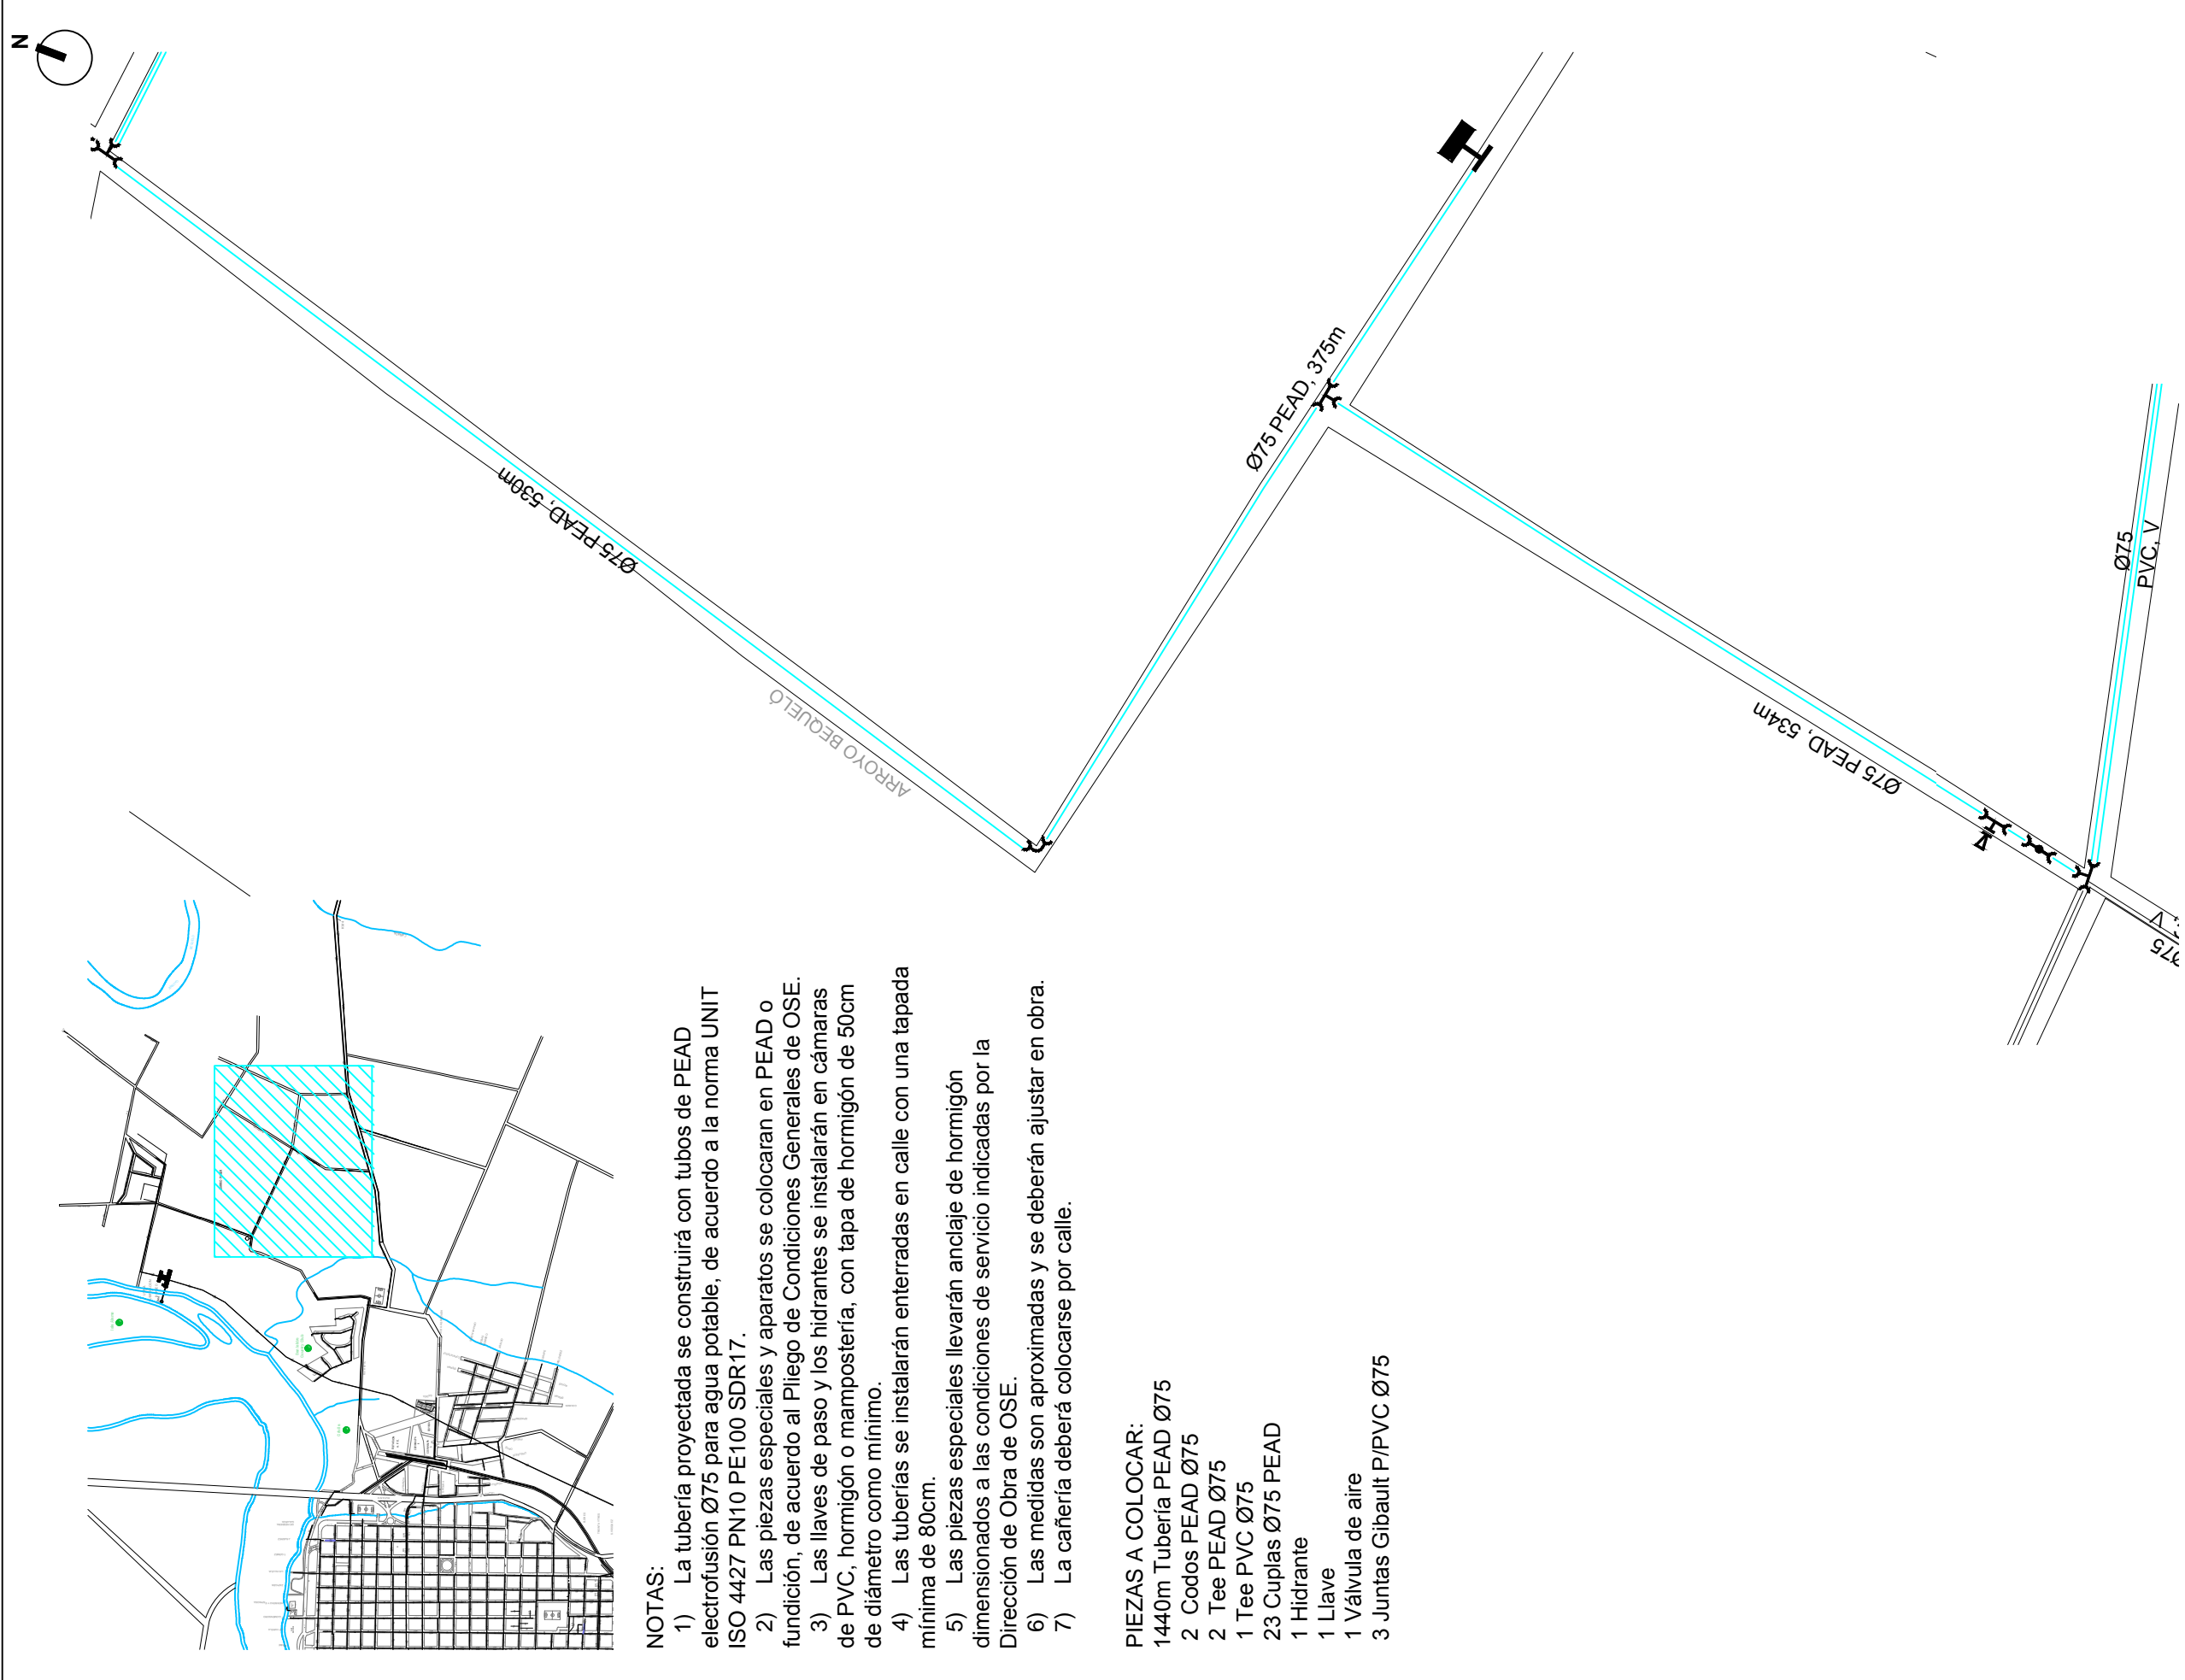 N
Ø75 PEAD, 530m
ARROYO BEQUELÓ
Ø75 PEAD, 375m
Ø75 PEAD, 534m
Ø75
PVC, V
Ø75
NOTAS:
1) La tubería proyectada se construirá con tubos de PEAD
electrofusión Ø75 para agua potable, de acuerdo a la norma UNIT
ISO 4427 PN10 PE100 SDR17.
2) Las piezas especiales y aparatos se colocaran en PEAD o
fundición, de acuerdo al Pliego de Condiciones Generales de OSE.
3) Las llaves de paso y los hidrantes se instalarán en cámaras
de PVC, hormigón o mampostería, con tapa de hormigón de 50cm
de diámetro como mínimo.
4) Las tuberías se instalarán enterradas en calle con una tapada
mínima de 80cm.
5) Las piezas especiales llevarán anclaje de hormigón
dimensionados a las condiciones de servicio indicadas por la
Dirección de Obra de OSE.
6) Las medidas son aproximadas y se deberán ajustar en obra.
7) La cañería deberá colocarse por calle.
PIEZAS A COLOCAR:
1440m Tubería PEAD Ø75
2 Codos PEAD Ø75
2 Tee PEAD Ø75
1 Tee PVC Ø75
23 Cuplas Ø75 PEAD
1 Hidrante
1 Llave
1 Válvula de aire
3 Juntas Gibault P/PVC Ø75